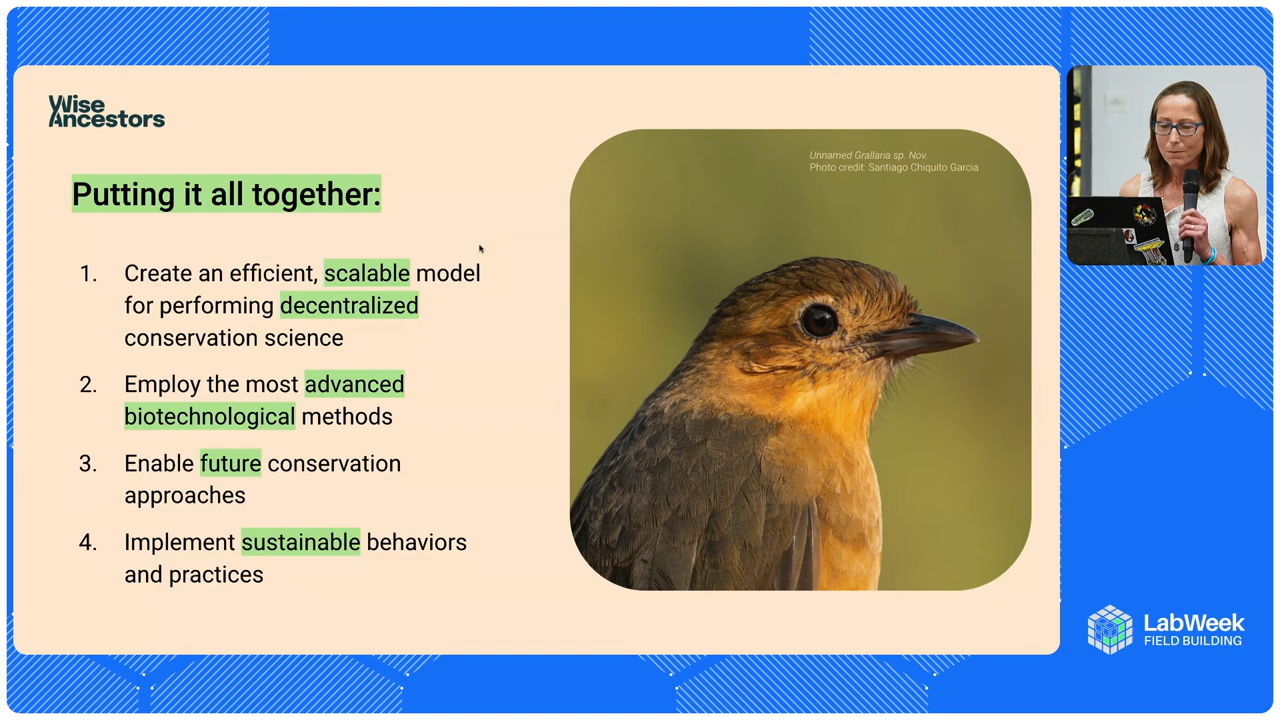 Wise
Ancestors
Putting it all together:
1. Create an efficient, scalable model
for performing decentralized
conservation science
2. Employ the most advanced
biotechnological methods
3. Enable future conservation
approaches
4. Implement sustainable behaviors
and practices
Unnamed Grallaria sp. Nov.
Photo credit: Santiago Chiquito Garcia
LabWeek
FIELD BUILDING